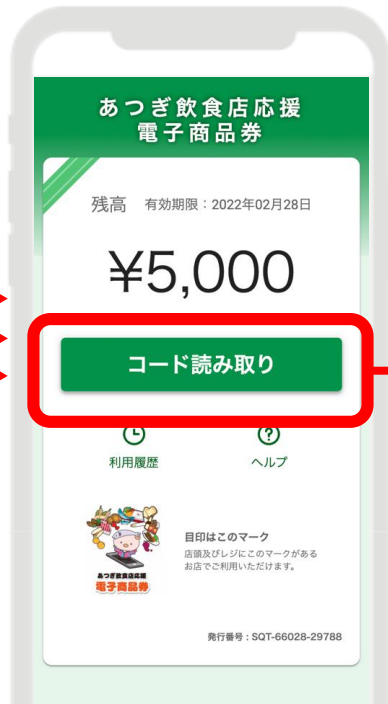 あつぎ飲食店応援
電子商品券
残高 有効期限：2022年02月28日
¥5,000
コード読み取り
利用履歴 ヘルプ
目印はこのマーク
店頭及びレジにこのマークがある
お店でご利用いただけます。
あつぎ飲食店応援
電子商品券
発行番号：SQT-66028-29788